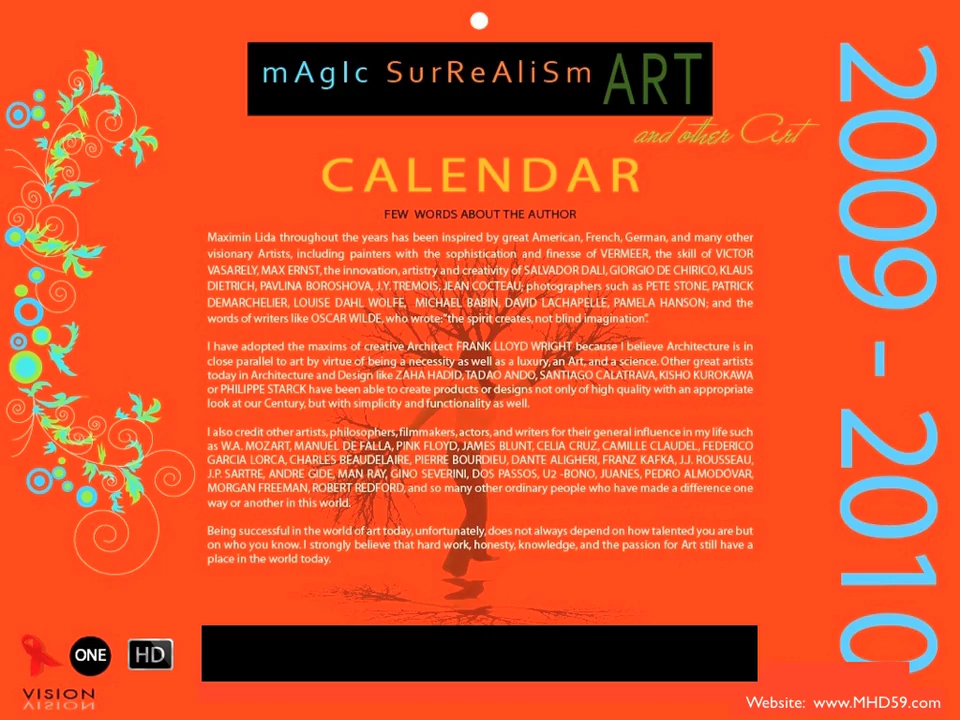 mAgIc SurReAliSm ART
and other Art
CALENDAR
2009 - 2010
FEW WORDS ABOUT THE AUTHOR
Maximin Lida throughout the years has been inspired by great American, French, German, and many other
visionary Artists, including painters with the sophistication and finesse of VERMEER, the skill of VICTOR
VASARELY, MAX ERNST, the innovation, artistry and creativity of SALVADOR DALI, GIORGIO DE CHIRICO, KLAUS
DIETRICH, PAVLINA BOROSHOVA, J.Y. TREMOIS, JEAN COCTEAU; photographers such as PETE STONE, PATRICK
DEMARCHELIER, LOUISE DAHL WOLFE, MICHAEL BABIN, DAVID LACHAPELLE, PAMELA HANSON; and the
words of writers like OSCAR WILDE, who wrote: "the spirit creates, not blind imagination".
I have adopted the maxims of creative Architect FRANK LLOYD WRIGHT because I believe Architecture is in
close parallel to art by virtue of being a necessity as well as a luxury, an Art, and a science. Other great artists
today in Architecture and Design like ZAHA HADID, TADAO ANDO, SANTIAGO CALATRAVA, KISHO KUROKAWA
or PHILIPPE STARCK have been able to create products or designs not only of high quality with an appropriate
look at our Century, but with simplicity and functionality as well.
I also credit other artists, philosophers, filmmakers, actors, and writers for their general influence in my life such
as W.A. MOZART, MANUEL DE FALLA, PINK FLOYD, JAMES BLUNT, CELIA CRUZ, CAMILLE CLAUDEL, FEDERICO
GARCIA LORCA, CHARLES BEAUDELAIRE, PIERRE BOURDIEU, DANTE ALIGHERI, FRANZ KAFKA, J.J. ROUSSEAU,
J.P. SARTRE, ANDRE GIDE, MAN RAY, GINO SEVERINI, DOS PASSOS, U2 -BONO, JUANES, PEDRO ALMODOVAR,
MORGAN FREEMAN, ROBERT REDFORD, and so many other ordinary people who have made a difference one
way or another in this world.
Being successful in the world of art today, unfortunately, does not always depend on how talented you are but
on who you know. I strongly believe that hard work, honesty, knowledge, and the passion for Art still have a
place in the world today.
ONE
HD
VISION
Website: www.MHD59.com